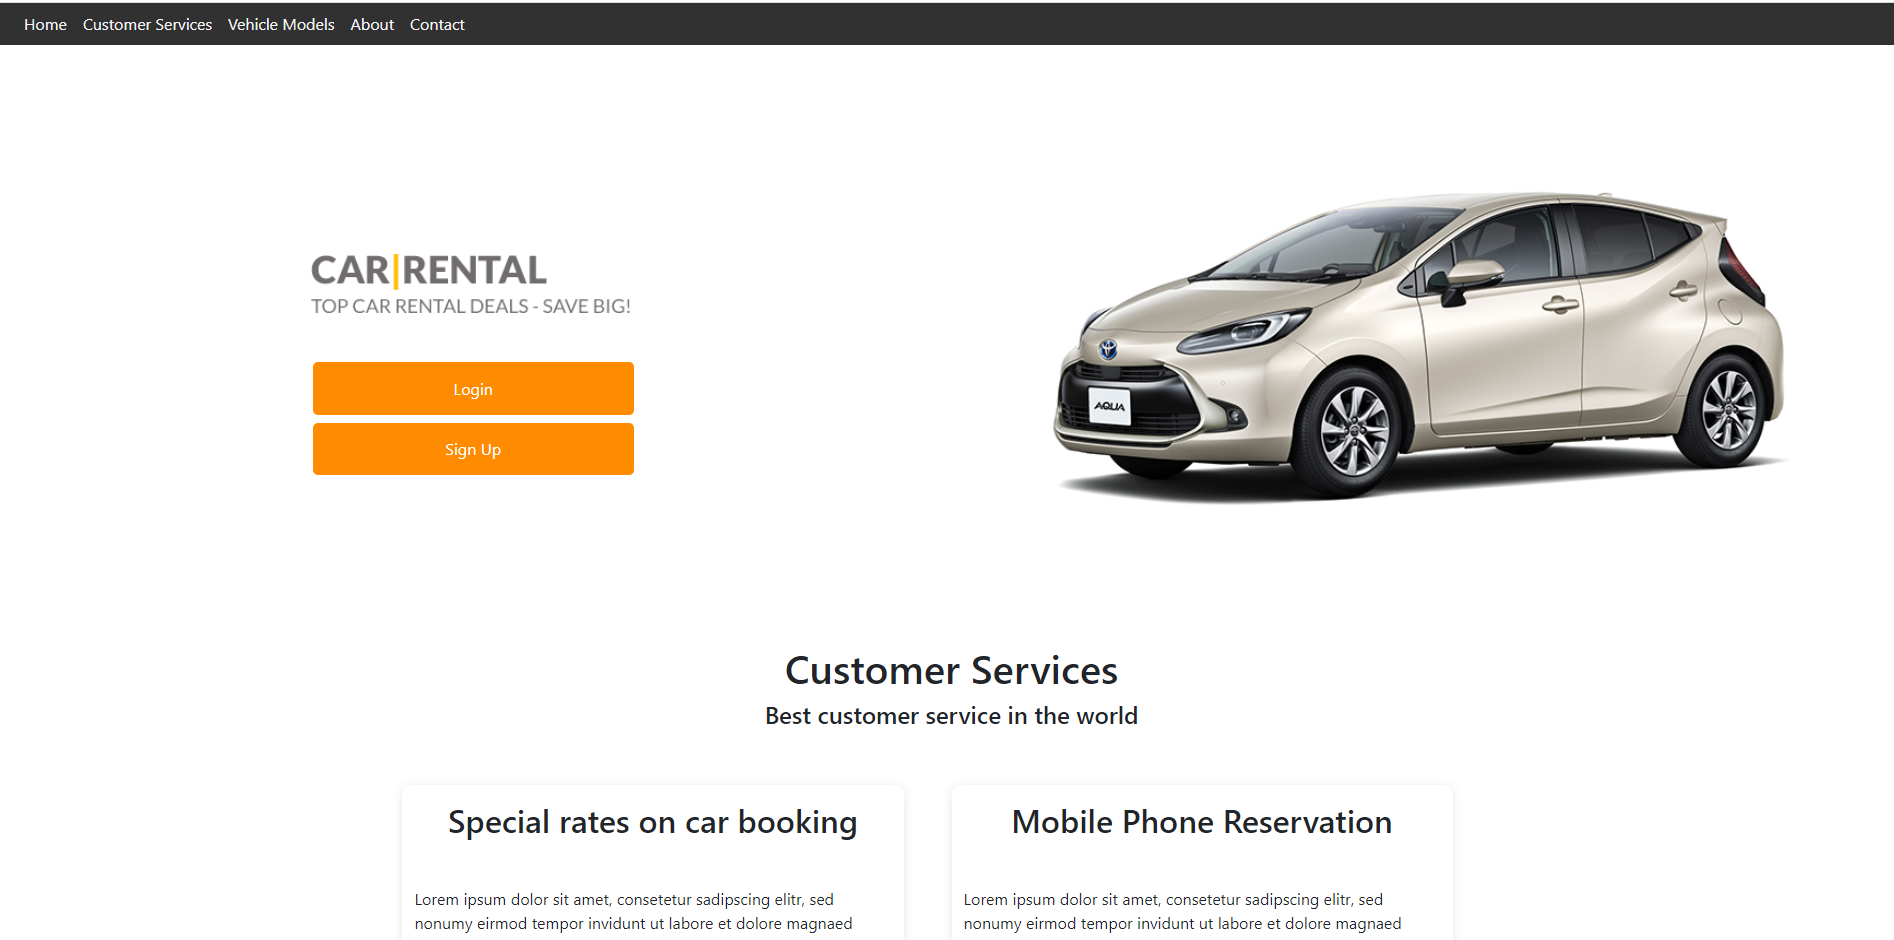 Home Customer Services Vehicle Models About Contact
CAR|RENTAL
TOP CAR RENTAL DEALS - SAVE BIG!
Login
Sign Up
AQUA
Customer Services
Best customer service in the world
Special rates on car booking
Lorem ipsum dolor sit amet, consetetur sadipscing elitr, sed
nonumy eirmod tempor invidunt ut labore et dolore magnaed
Mobile Phone Reservation
Lorem ipsum dolor sit amet, consetetur sadipscing elitr, sed
nonumy eirmod tempor invidunt ut labore et dolore magnaed